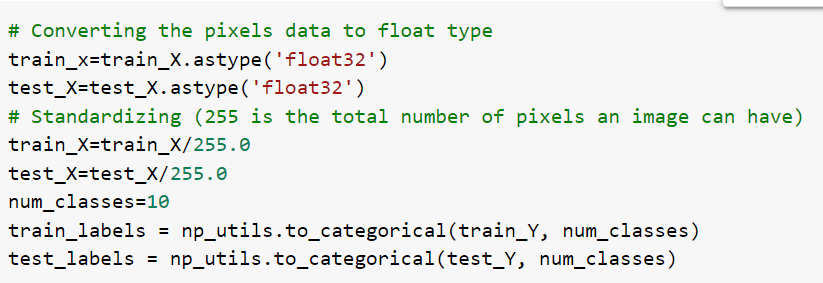 # Converting the pixels data to float type
train_x=train_X.astype('float32')
test_X=test_X.astype('float32')
# Standardizing (255 is the total number of pixels an image can have)
train_X=train_X/255.0
test_X=test_X/255.0
num_classes=10
train_labels = np_utils.to_categorical(train_Y, num_classes)
test_labels = np_utils.to_categorical(test_Y, num_classes)